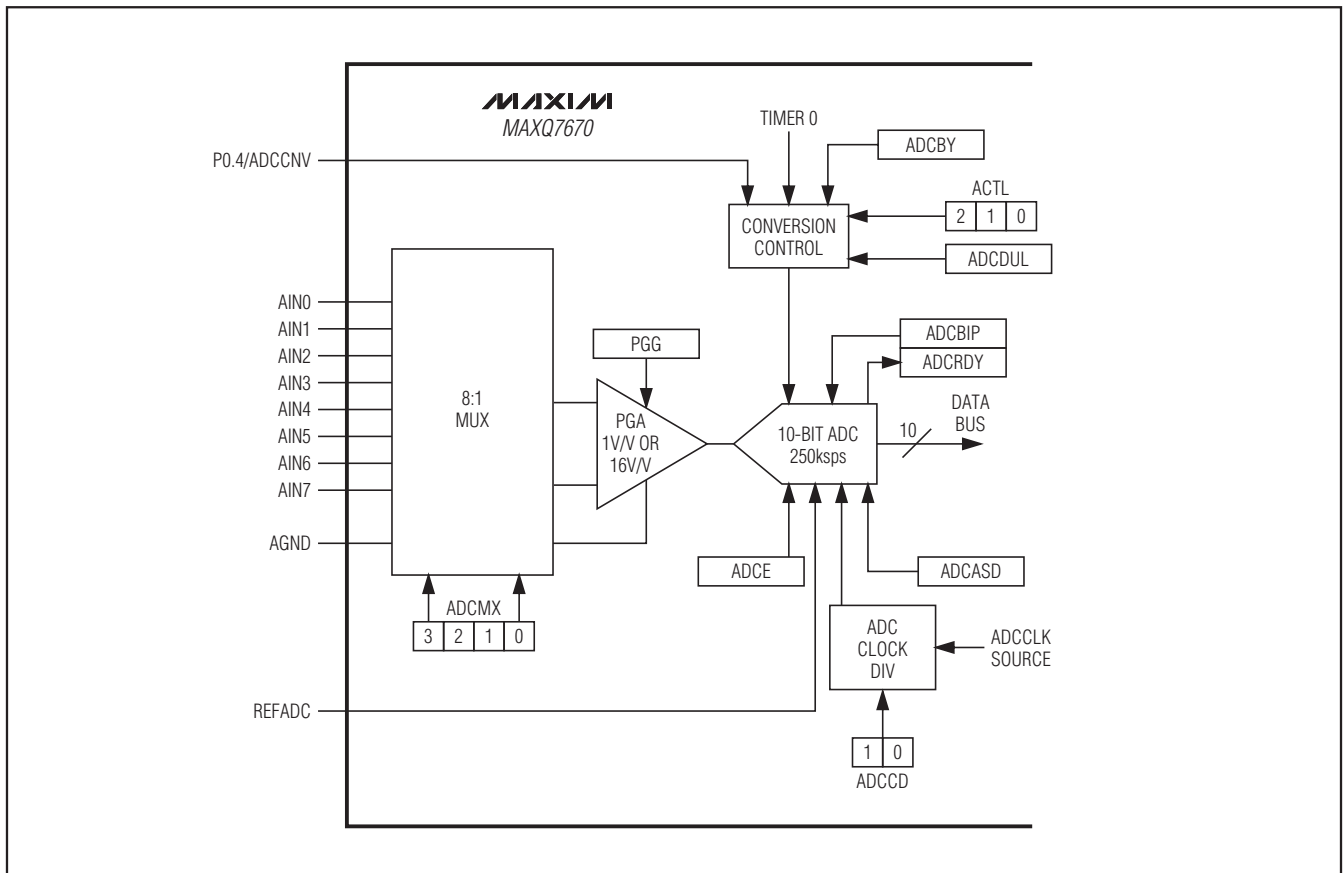 MAXIM
MAXQ7670
TIMER 0
P0.4/ADCCNV
ADCBY
ACTL
2 1 0
CONVERSION
CONTROL
ADCDUL
AIN0
AIN1
AIN2
AIN3
AIN4
AIN5
AIN6
AIN7
AGND
8:1
MUX
ADCMX
3 2 1 0
PGG
PGA
1V/V OR
16V/V
ADCBIP
ADCRDY
10-BIT ADC
250ksps
10
DATA
BUS
ADCE
ADCASD
ADC
CLOCK
DIV
ADCCLK
SOURCE
REFADC
1 0
ADCCD